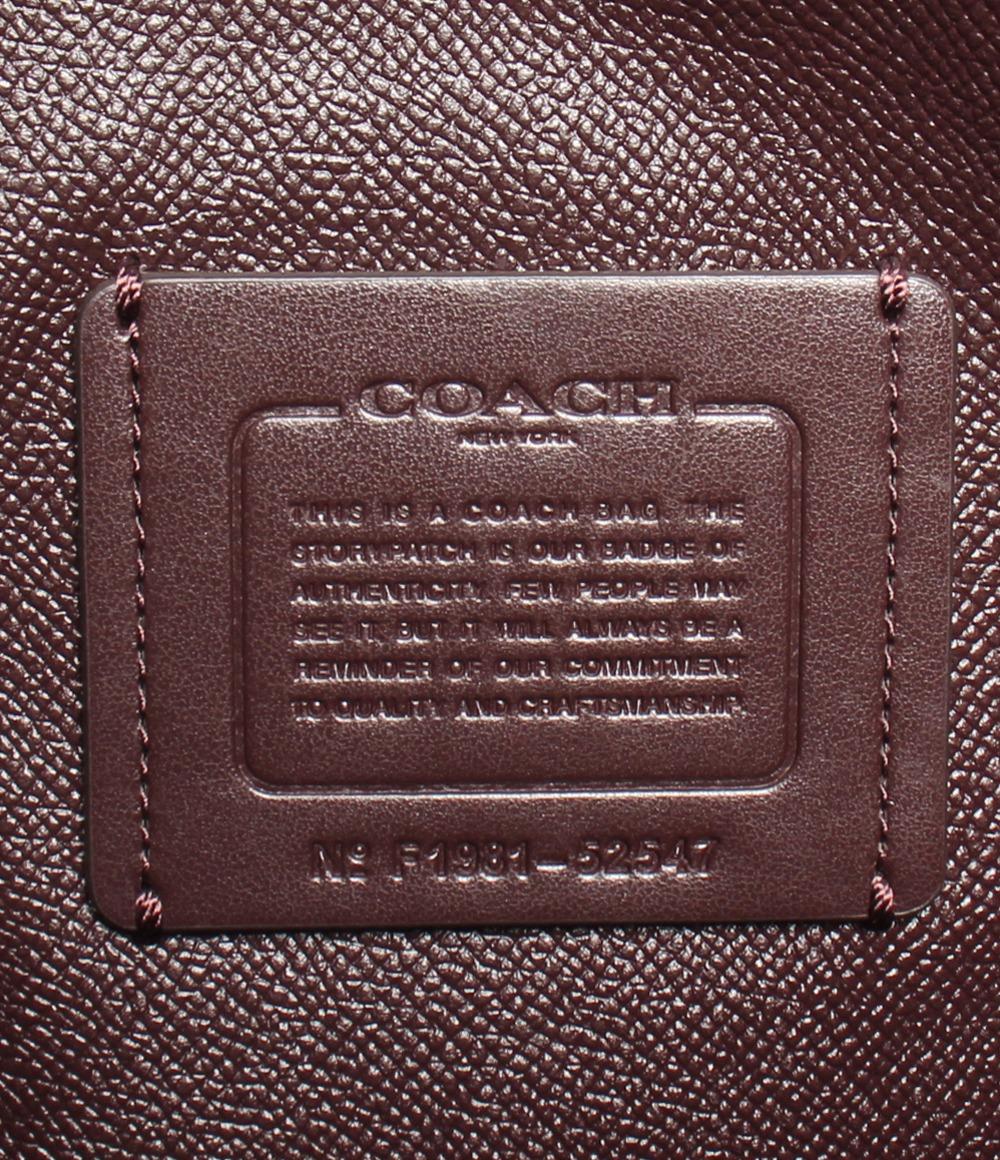 COACH
NEW YORK
THIS IS A COACH BAG. THE
STORYPATCH IS OUR BADGE OF
AUTHENTICITY. FEW PEOPLE MAY
SEE IT, BUT IT WILL ALWAYS BE A
REMINDER OF OUR COMMITMENT
TO QUALITY AND CRAFTSMANSHIP.
Nº F1981-52547